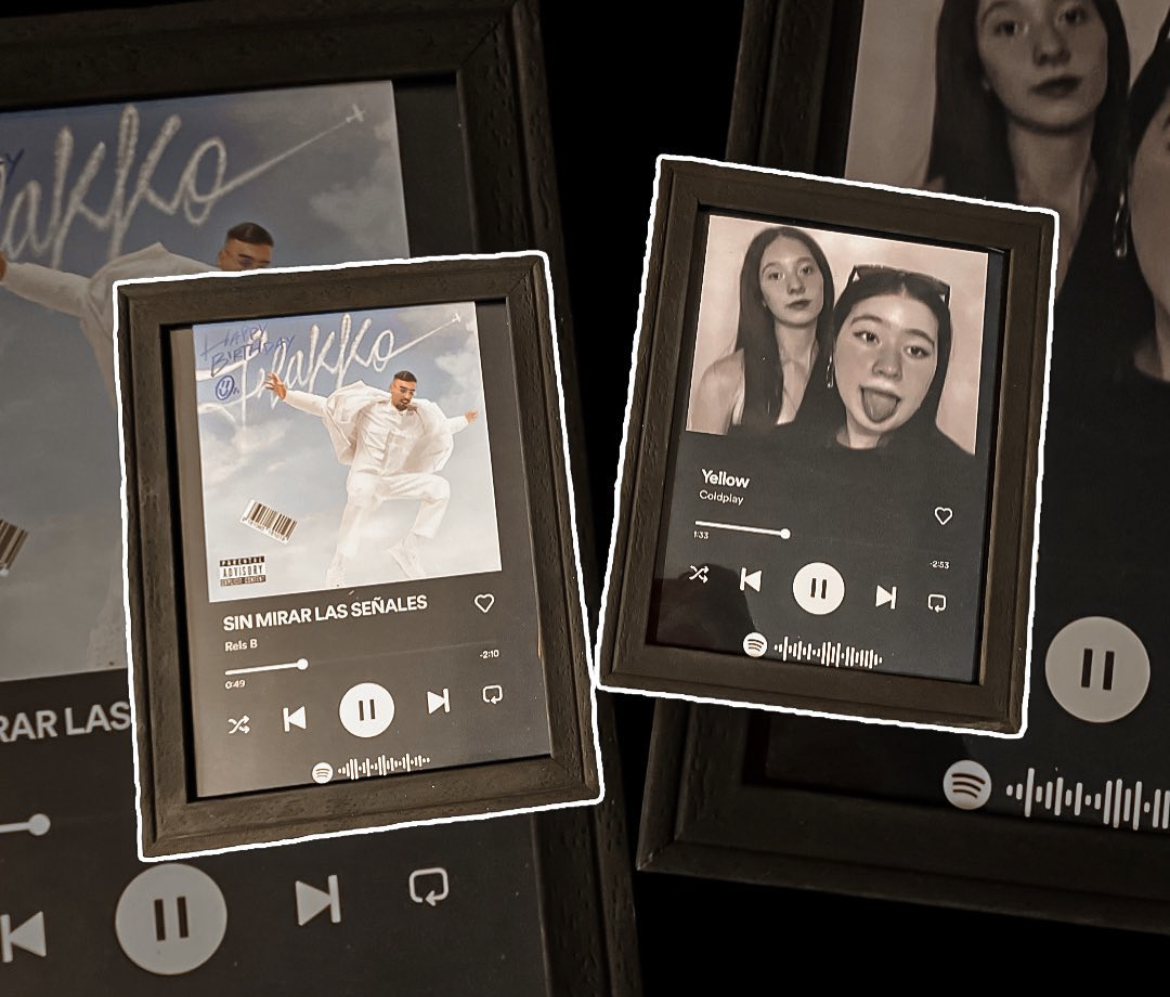 HAPPY
BIRTHDAY
Flakko
PARENTAL
ADVISORY
EXPLICIT CONTENT
SIN MIRAR LAS SEÑALES
Rels B
0:49
-2:10
Yellow
Coldplay
1:33
-2:53
akko
RAR LAS